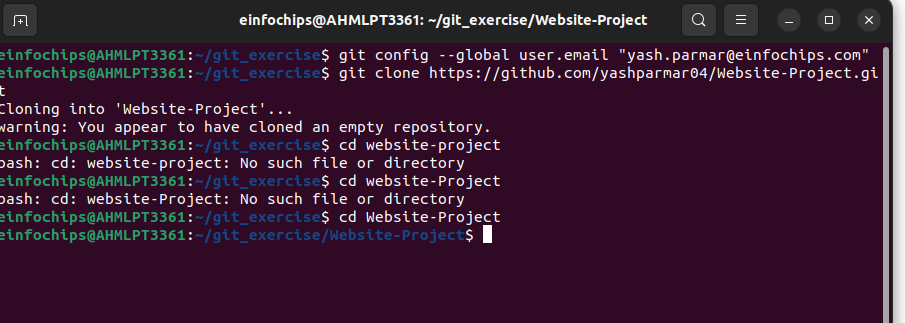 einfochips@AHMLPT3361: ~/git_exercise/Website-Project
einfochips@AHMLPT3361:~/git_exercise$ git config --global user.email "yash.parmar@einfochips.com"
einfochips@AHMLPT3361:~/git_exercise$ git clone https://github.com/yashparmar04/Website-Project.gi
t
Cloning into 'Website-Project'...
warning: You appear to have cloned an empty repository.
einfochips@AHMLPT3361:~/git_exercise$ cd website-project
bash: cd: website-project: No such file or directory
einfochips@AHMLPT3361:~/git_exercise$ cd website-Project
bash: cd: website-Project: No such file or directory
einfochips@AHMLPT3361:~/git_exercise$ cd Website-Project
einfochips@AHMLPT3361:~/git_exercise/Website-Project$